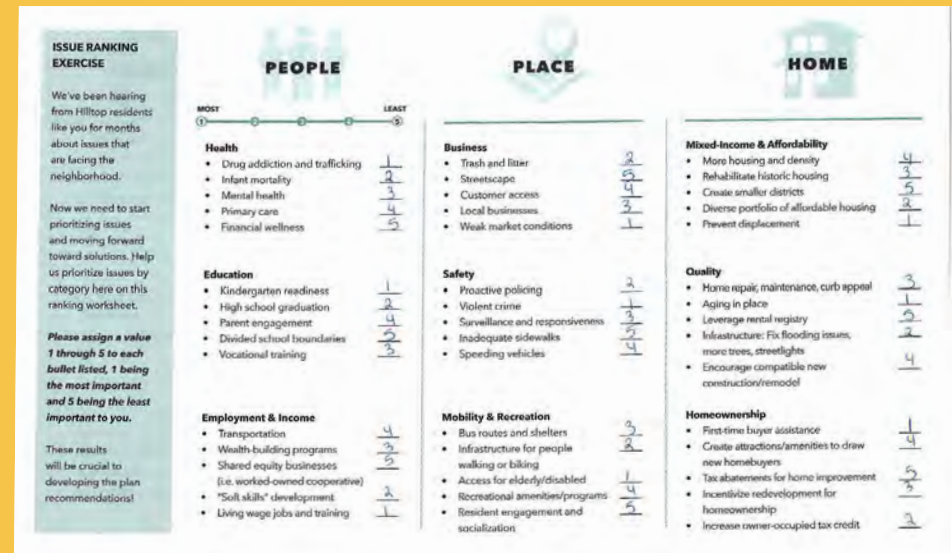 ISSUE RANKING
EXERCISE
We've been hearing
from Hilltop residents
like you for months
about issues that
are facing the
neighborhood.
Now we need to start
prioritizing issues
and moving forward
toward solutions. Help
us prioritize issues by
category here on this
ranking worksheet.
Please assign a value
1 through 5 to each
bullet listed, 1 being
the most important
and 5 being the least
important to you.
These results
will be crucial to
developing the plan
recommendations!
PEOPLE
MOST LEAST
1 2 3 4 5
Health
• Drug addiction and trafficking 1
• Infant mortality 2
• Mental health 3
• Primary care 4
• Financial wellness 5
Education
• Kindergarten readiness 1
• High school graduation 2
• Parent engagement 4
• Divided school boundaries 5
• Vocational training 3
Employment & Income
• Transportation 4
• Wealth-building programs 3
• Shared equity businesses 5
(i.e. worked-owned cooperative)
• "Soft skills" development 2
• Living wage jobs and training 1
PLACE
Business
• Trash and litter 2
• Streetscape 5
• Customer access 4
• Local businesses 3
• Weak market conditions 1
Safety
• Proactive policing 2
• Violent crime 1
• Surveillance and responsiveness 3
• Inadequate sidewalks 5
• Speeding vehicles 4
Mobility & Recreation
• Bus routes and shelters 3
• Infrastructure for people 2
walking or biking
• Access for elderly/disabled 1
• Recreational amenities/programs 4
• Resident engagement and 5
socialization
HOME
Mixed-Income & Affordability
• More housing and density 4
• Rehabilitate historic housing 3
• Create smaller districts 5
• Diverse portfolio of affordable housing 2
• Prevent displacement 1
Quality
• Home repair, maintenance, curb appeal 3
• Aging in place 1
• Leverage rental registry 5
• Infrastructure: Fix flooding issues, 2
more trees, streetlights
• Encourage compatible new 4
construction/remodel
Homeownership
• First-time buyer assistance 1
• Create attractions/amenities to draw 4
new homebuyers
• Tax abatements for home improvement 5
• Incentivize redevelopment for 3
homeownership
• Increase owner-occupied tax credit 2